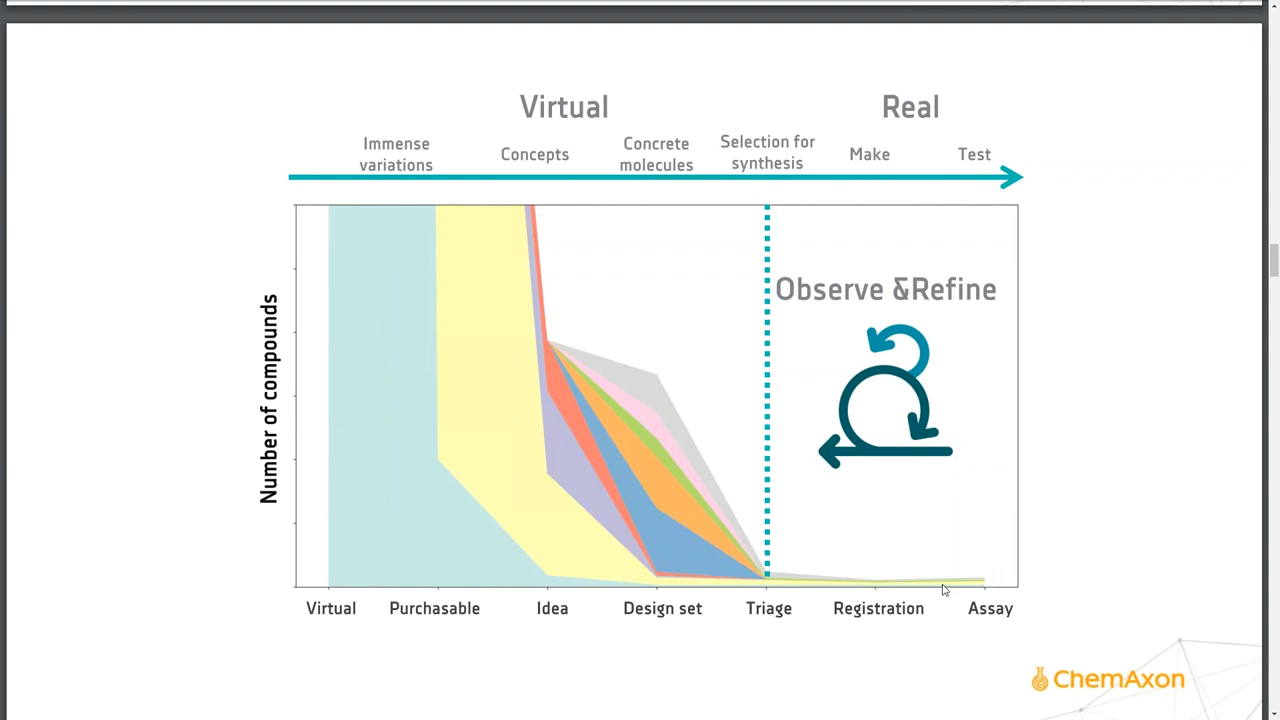 Virtual
Real
Immense
variations
Concepts
Concrete
molecules
Selection for
synthesis
Make
Test
Observe &Refine
Number of compounds
Virtual
Purchasable
Idea
Design set
Triage
Registration
Assay
ChemAxon